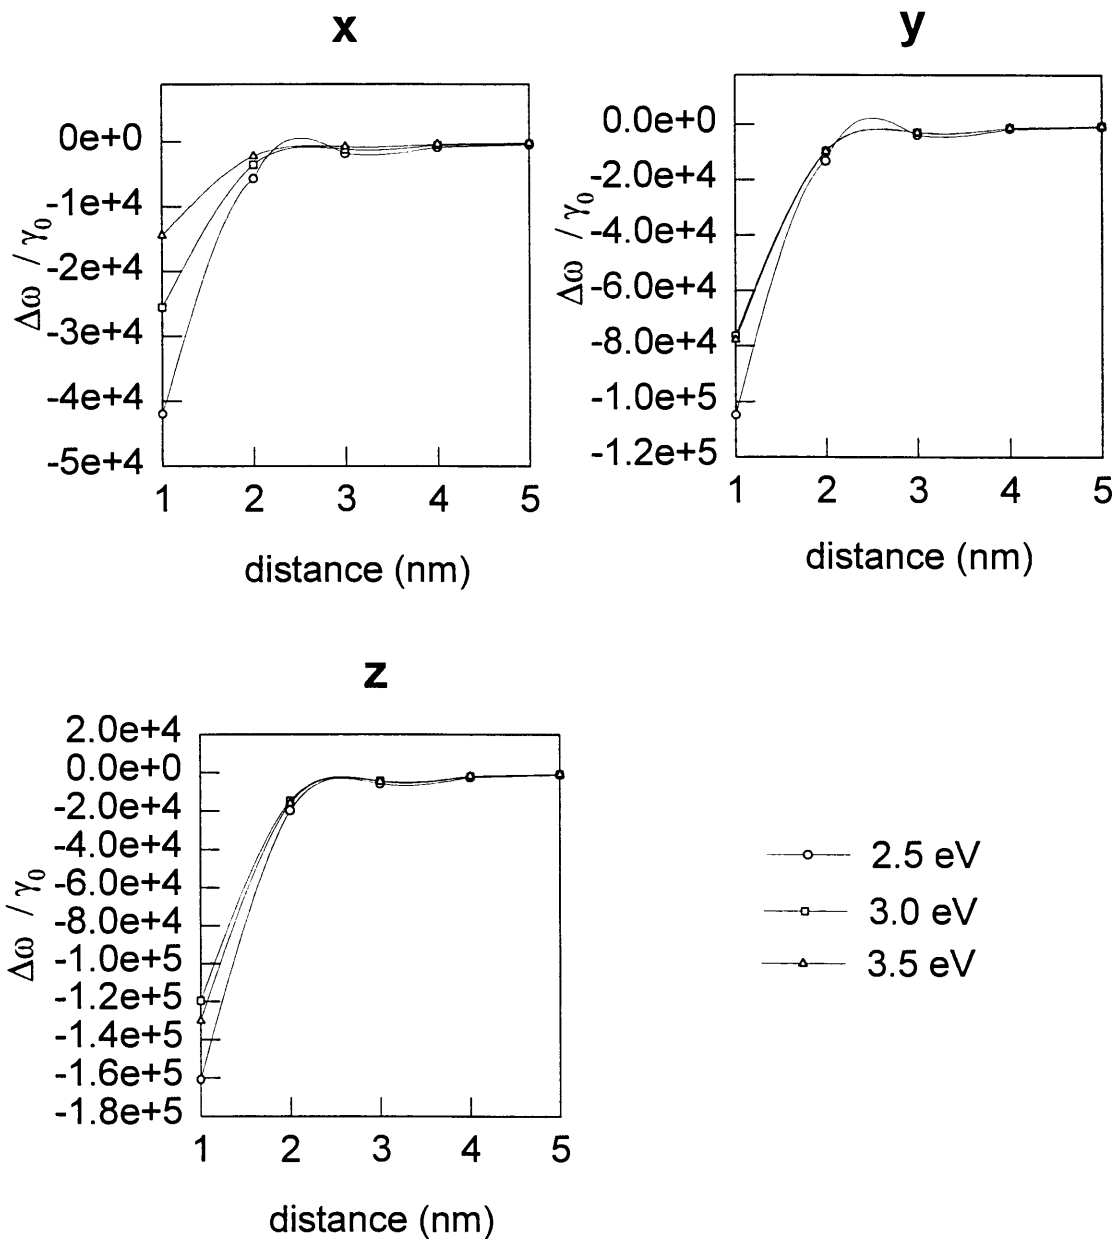 x
0e+0
-1e+4
-2e+4
-3e+4
-4e+4
-5e+4
Δω / γ0
1 2 3 4 5
distance (nm)
y
0.0e+0
-2.0e+4
-4.0e+4
-6.0e+4
-8.0e+4
-1.0e+5
-1.2e+5
Δω / γ0
1 2 3 4 5
distance (nm)
z
2.0e+4
0.0e+0
-2.0e+4
-4.0e+4
-6.0e+4
-8.0e+4
-1.0e+5
-1.2e+5
-1.4e+5
-1.6e+5
-1.8e+5
Δω / γ0
1 2 3 4 5
distance (nm)
2.5 eV
3.0 eV
3.5 eV